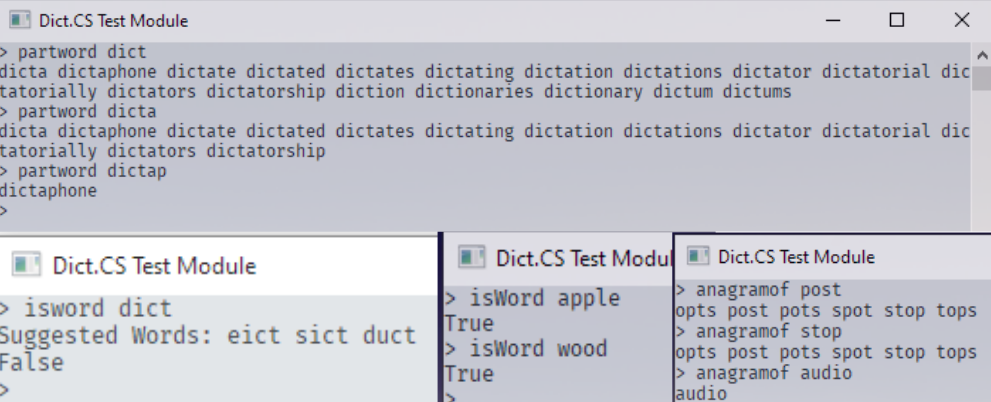 Dict.CS Test Module
> partword dict
dicta dictaphone dictate dictated dictates dictating dictation dictations dictator dictatorial dic
tatorially dictators dictatorship diction dictionaries dictionary dictum dictums
> partword dicta
dicta dictaphone dictate dictated dictates dictating dictation dictations dictator dictatorial dic
tatorially dictators dictatorship
> partword dictap
dictaphone
>
Dict.CS Test Module
> isword dict
Suggested Words: eict sict duct
False
>
Dict.CS Test Modul
> isWord apple
True
> isWord wood
True
>
Dict.CS Test Module
> anagramof post
opts post pots spot stop tops
> anagramof stop
opts post pots spot stop tops
> anagramof audio
audio